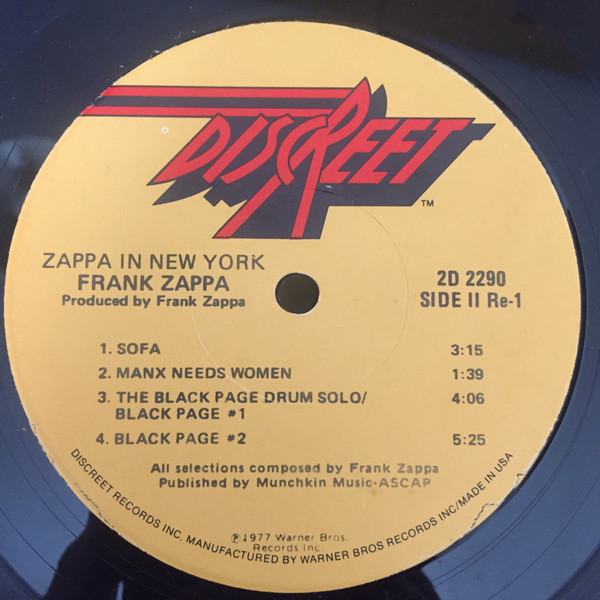 DISCREET
TM
ZAPPA IN NEW YORK
FRANK ZAPPA
Produced by Frank Zappa
2D 2290
SIDE II Re-1
1. SOFA 3:15
2. MANX NEEDS WOMEN 1:39
3. THE BLACK PAGE DRUM SOLO/
BLACK PAGE #1 4:06
4. BLACK PAGE #2 5:25
All selections composed by Frank Zappa
Published by Munchkin Music-ASCAP
℗1977 Warner Bros.
Records Inc.
DISCREET RECORDS INC. MANUFACTURED BY WARNER BROS RECORDS INC/MADE IN USA